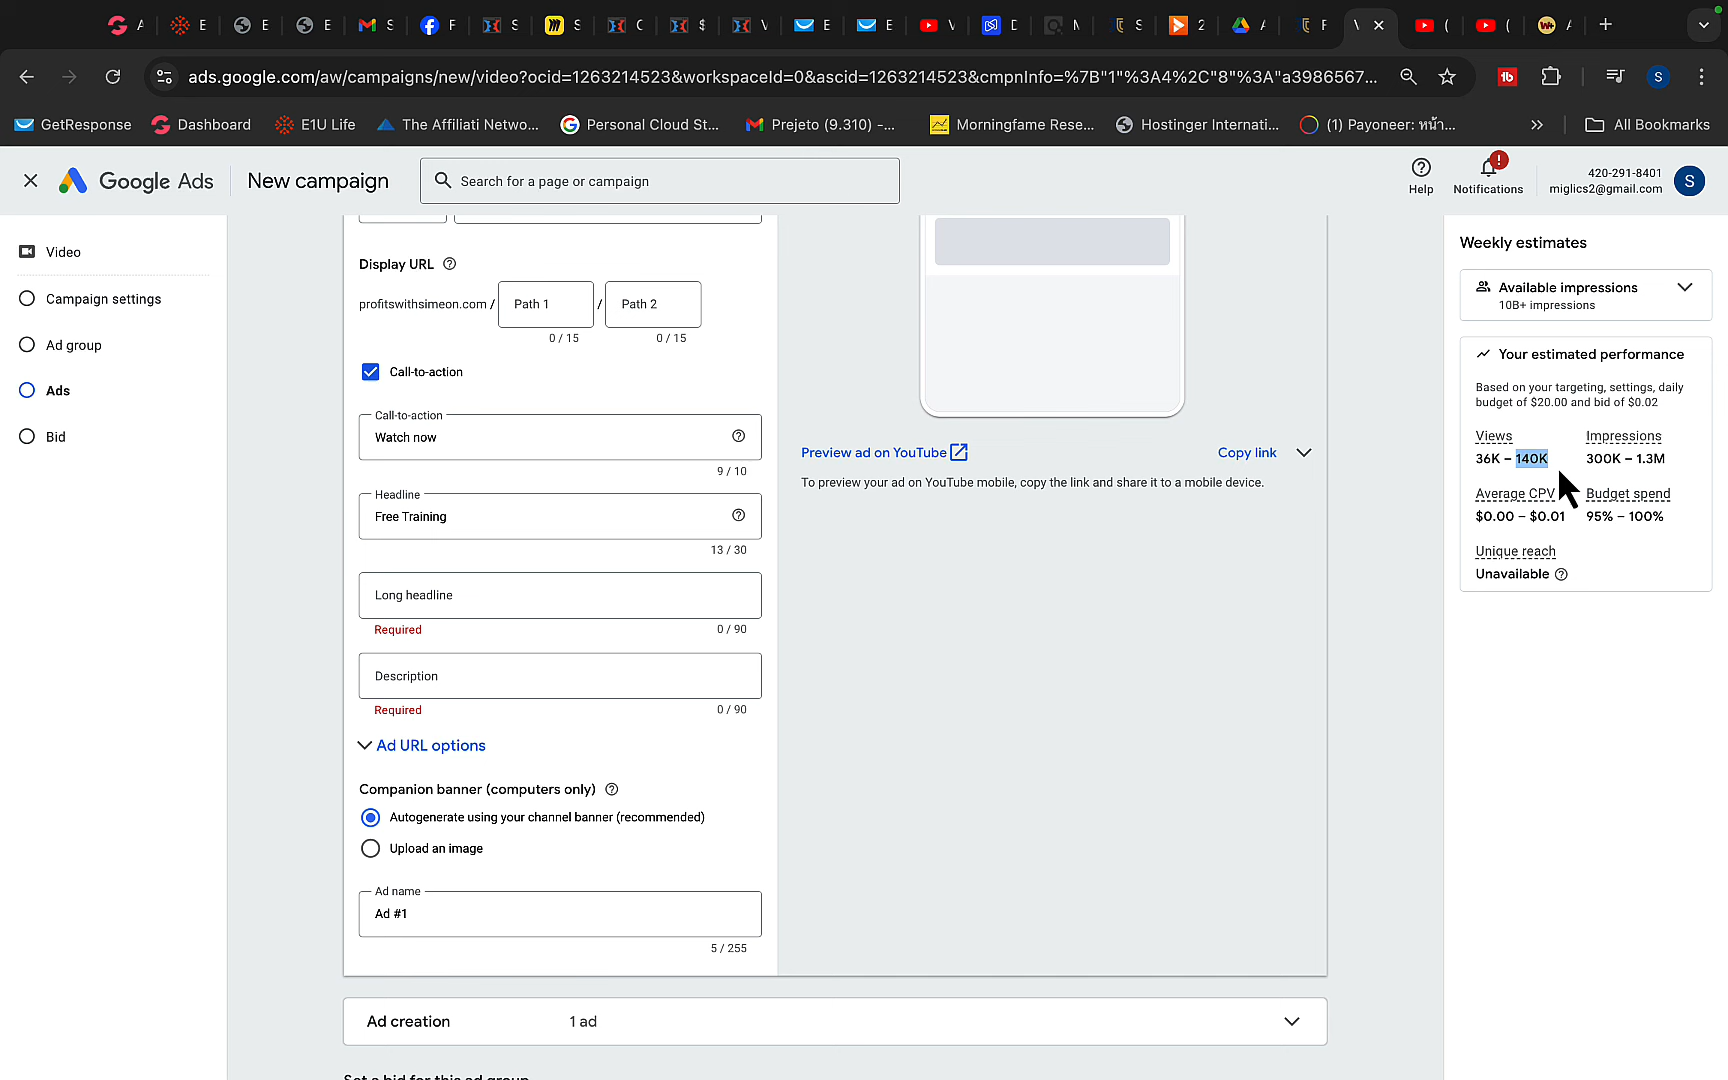 A
E
E
E
S
F
S
S
C
$
V
E
E
V
D
M
S
2
A
F
V
(
(
A
ads.google.com/aw/campaigns/new/video?ocid=1263214523&workspaceId=0&ascid=1263214523&cmpnInfo=%7B"1"%3A4%2C"8"%3A"a3986567...
S
GetResponse
Dashboard
E1U Life
The Affiliati Netwo...
Personal Cloud St...
Prejeto (9.310) -...
Morningfame Rese...
Hostinger Internati...
(1) Payoneer: หน้า...
All Bookmarks
Google Ads
New campaign
Search for a page or campaign
Help
Notifications
420-291-8401
miglics2@gmail.com
S
Video
Campaign settings
Ad group
Ads
Bid
Display URL
profitswithsimeon.com /
Path 1
/
Path 2
0 / 15
0 / 15
Call-to-action
Call-to-action
Watch now
9 / 10
Headline
Free Training
13 / 30
Long headline
Required
0 / 90
Description
Required
0 / 90
Ad URL options
Companion banner (computers only)
Autogenerate using your channel banner (recommended)
Upload an image
Ad name
Ad #1
5 / 255
Ad creation
1 ad
Set a bid for this ad group
Preview ad on YouTube
Copy link
To preview your ad on YouTube mobile, copy the link and share it to a mobile device.
Weekly estimates
Available impressions
10B+ impressions
Your estimated performance
Based on your targeting, settings, daily
budget of $20.00 and bid of $0.02
Views
Impressions
36K – 140K
300K – 1.3M
Average CPV
Budget spend
$0.00 – $0.01
95% – 100%
Unique reach
Unavailable